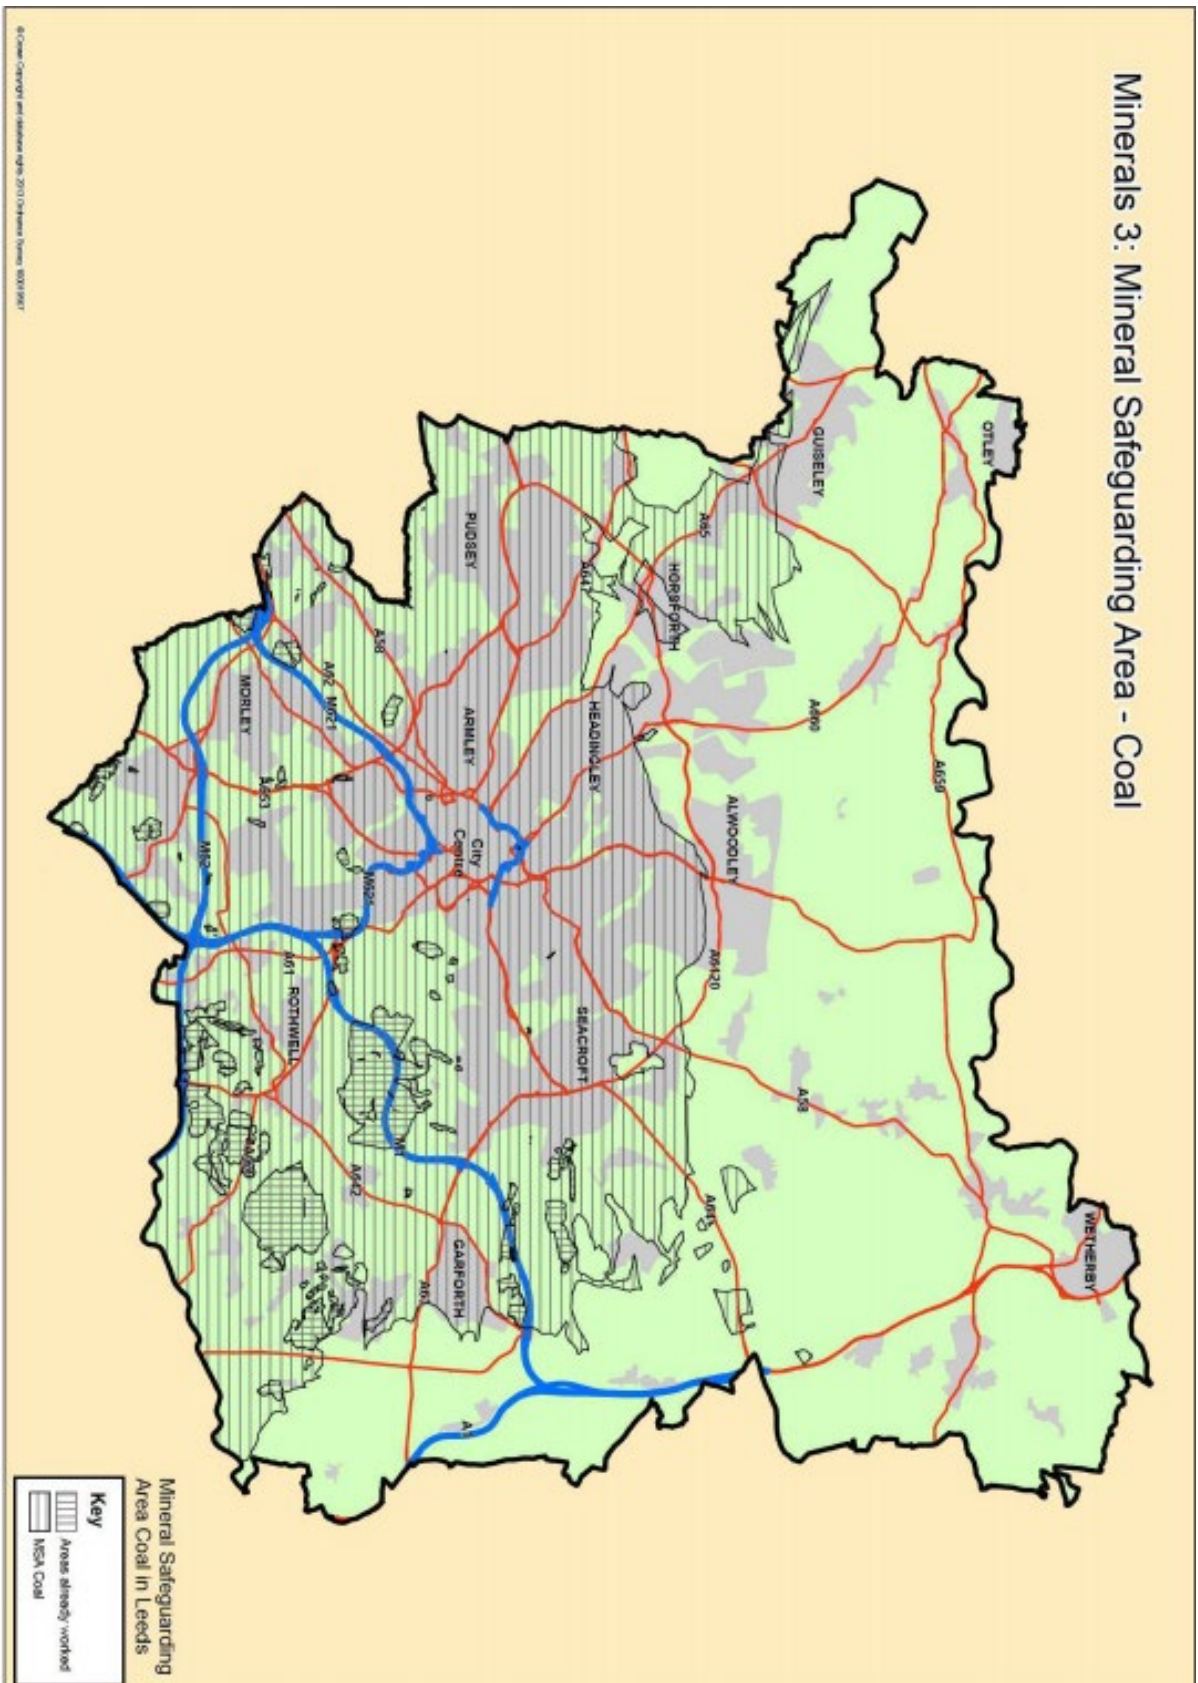 Minerals 3: Mineral Safeguarding Area - Coal
OTLEY
WETHERBY
A659
GUISELEY
A660
A58
A65
ALWOODLEY
HORSFORTH
A6120
HEADINGLEY
A647
SEACROFT
PUDSEY
ARMLEY
City
Centre
GARFORTH
A1
A58
A62
M621
M621
M1
A642
MORLEY
A653
M62
A61
ROTHWELL
Mineral Safeguarding
Area Coal in Leeds
Key
Areas already worked
MSA Coal